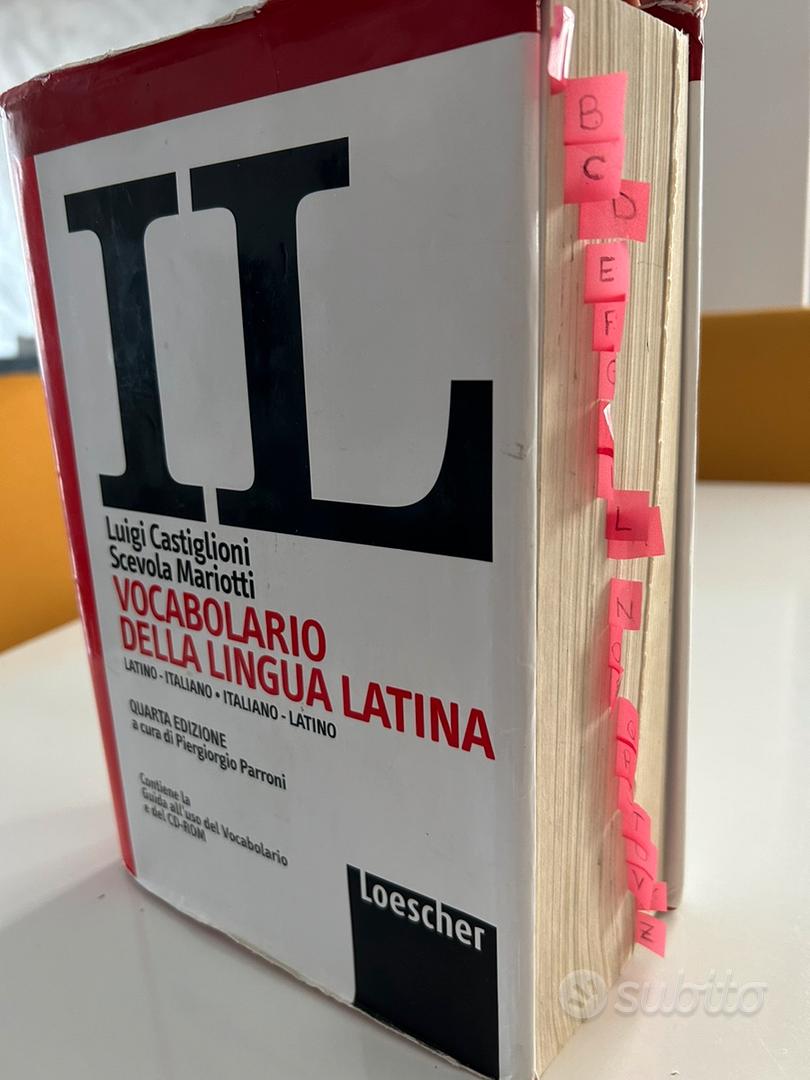 IL
Luigi Castiglioni
Scevola Mariotti
VOCABOLARIO
DELLA LINGUA LATINA
LATINO - ITALIANO • ITALIANO - LATINO
QUARTA EDIZIONE
a cura di Piergiorgio Parroni
Contiene la
Guida all'uso del Vocabolario
e del CD-ROM
Loescher
B
C
D
E
F
G
L
N
Z
subito